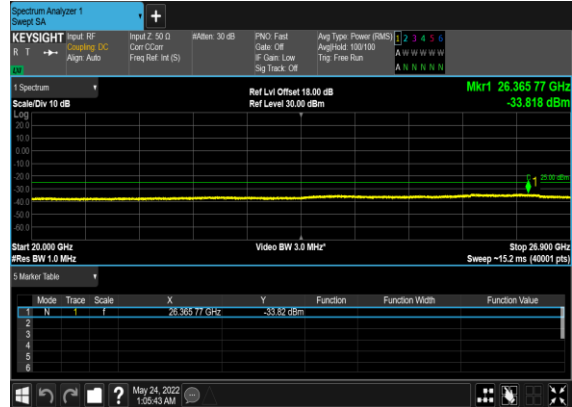 Spectrum Analyzer 1
Swept SA
+
KEYSIGHT Input: RF Input Z: 50 Ω #Atten: 30 dB PNO: Fast Avg Type: Power (RMS) 1 2 3 4 5 6
R T Coupling: DC Corr CCorr Gate: Off Avg|Hold: 100/100 A W W W W W
Align: Auto Freq Ref: Int (S) IF Gain: Low Trig: Free Run
Sig Track: Off A N N N N N
1 Spectrum
Ref Lvl Offset 18.00 dB Mkr1 26.365 77 GHz
Scale/Div 10 dB Ref Level 30.00 dBm -33.818 dBm
Log
20.0
10.0
0.00
-10.0
-20.0
-30.0
-40.0
-50.0
-60.0
1
Start 20.000 GHz Video BW 3.0 MHz* Stop 26.900 GHz
#Res BW 1.0 MHz Sweep ~15.2 ms (40001 pts)
5 Marker Table
Mode Trace Scale X Y Function Function Width Function Value
1 N 1 f 26.365 77 GHz -33.82 dBm
2
3
4
5
6
? May 24, 2022
1:05:43 AM